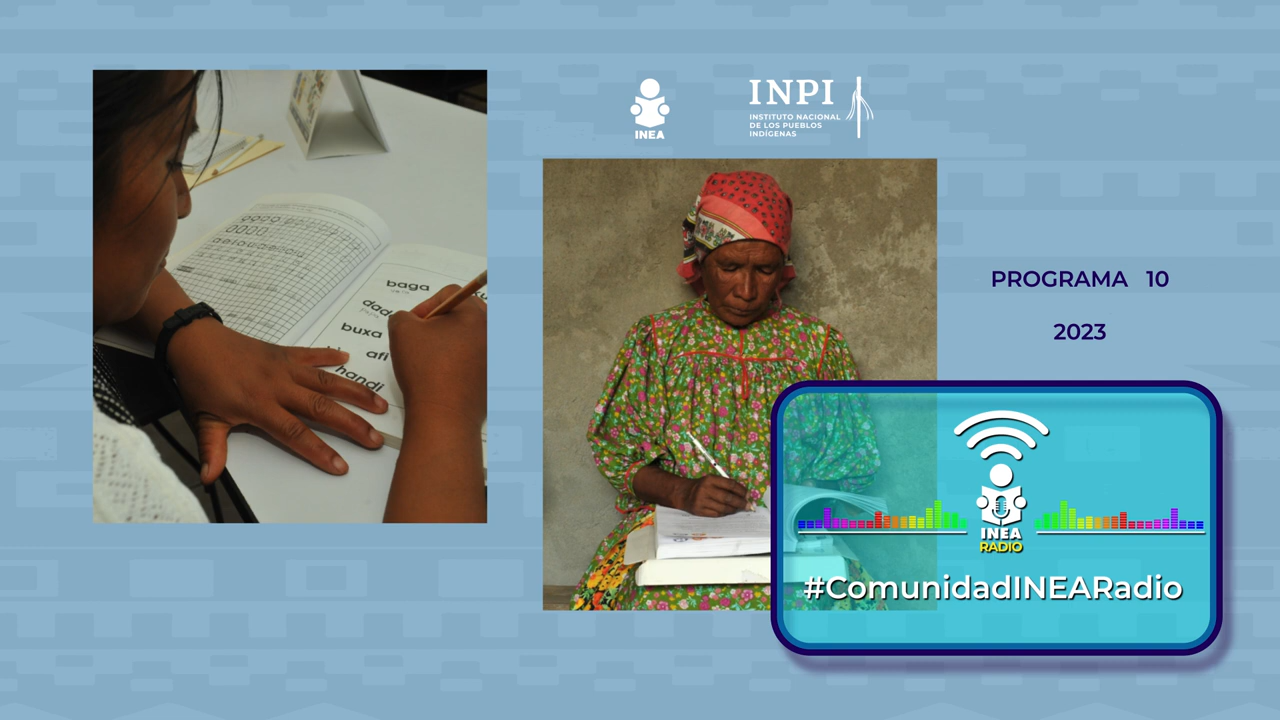 INEA
INPI
INSTITUTO NACIONAL
DE LOS PUEBLOS
INDÍGENAS
baga
buxa
afi
handi
PROGRAMA 10
2023
INEA
RADIO
#ComunidadINEARadio